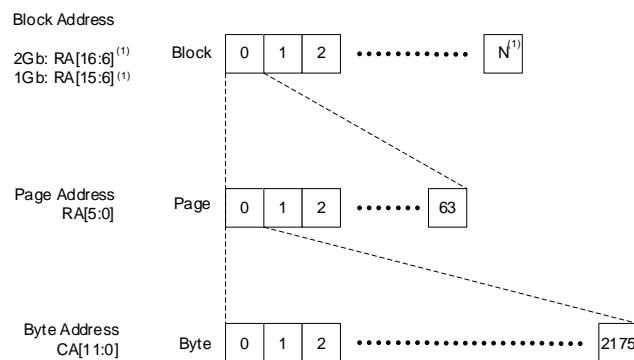 Block Address
2Gb: RA[16:6](1)
1Gb: RA[15:6](1)
Block 0 1 2 N(1)
Page Address
RA[5:0]
Page 0 1 2 63
Byte Address
CA[11:0]
Byte 0 1 2 2175